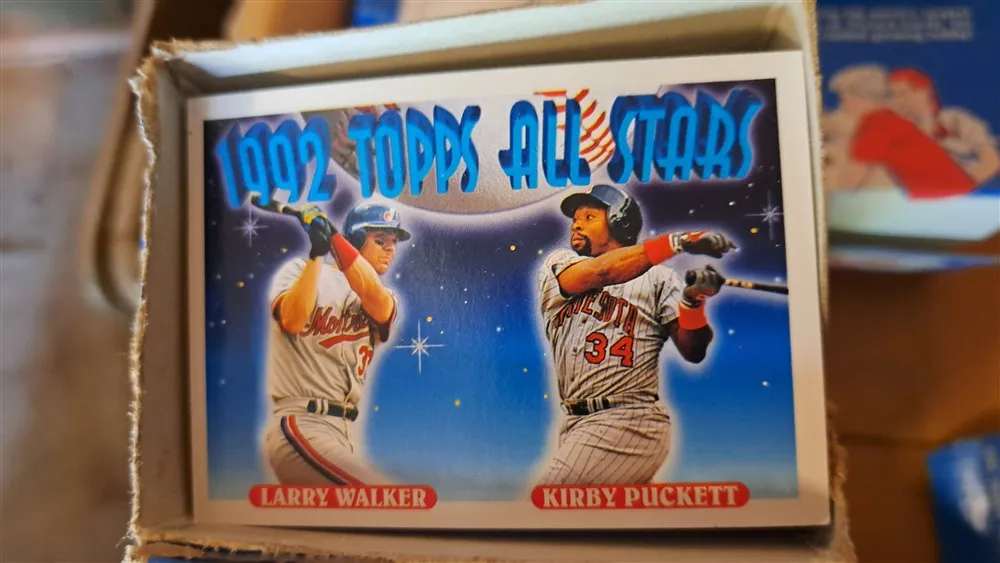 1992 TOPPS ALL STARS
34
LARRY WALKER
KIRBY PUCKETT